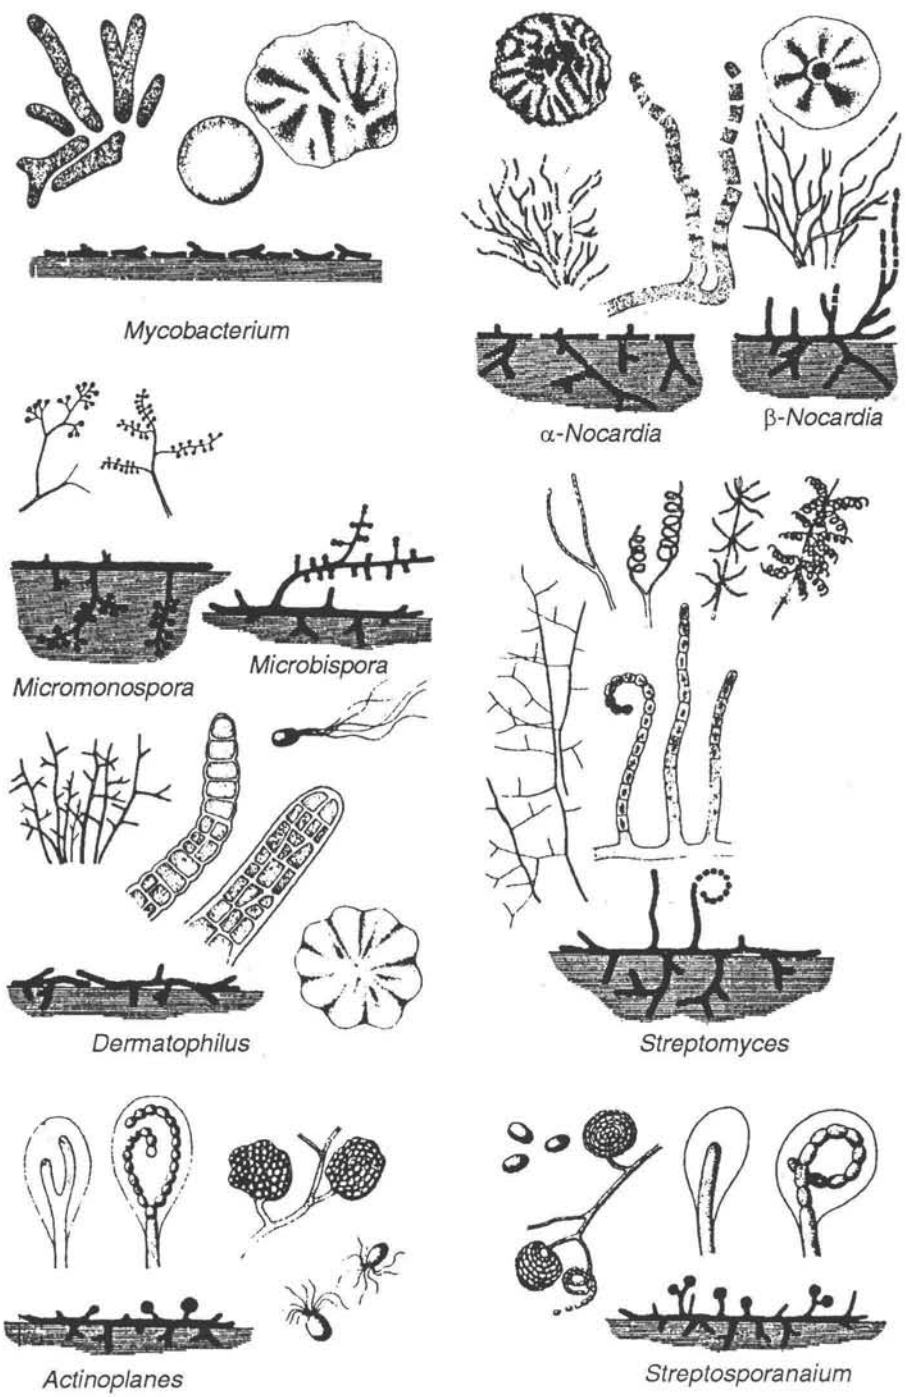 Mycobacterium
α-Nocardia
β-Nocardia
Micromonospora
Microbispora
Dermatophilus
Streptomyces
Actinoplanes
Streptosporanaium